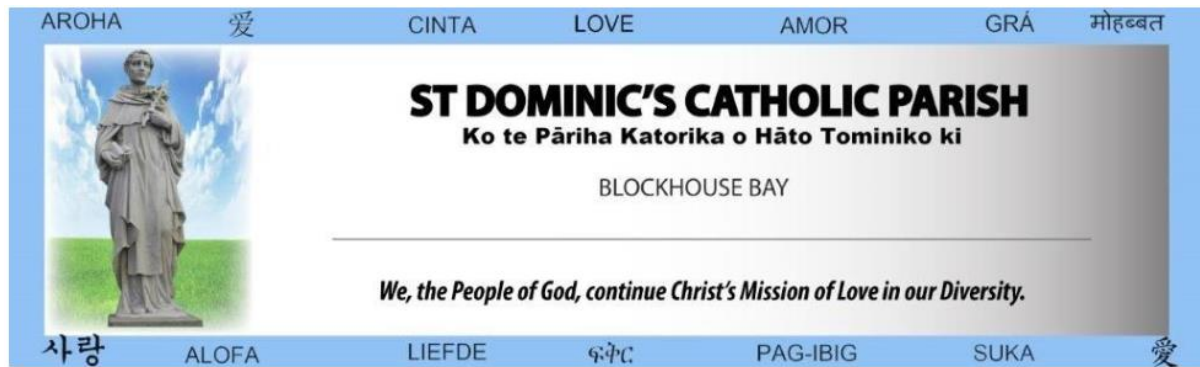 AROHA 爱 CINTA LOVE AMOR GRÁ मोहब्बत
ST DOMINIC'S CATHOLIC PARISH
Ko te Pāriha Katorika o Hāto Tominiko ki
BLOCKHOUSE BAY
We, the People of God, continue Christ's Mission of Love in our Diversity.
사랑 ALOFA LIEFDE ፍቅር PAG-IBIG SUKA 愛